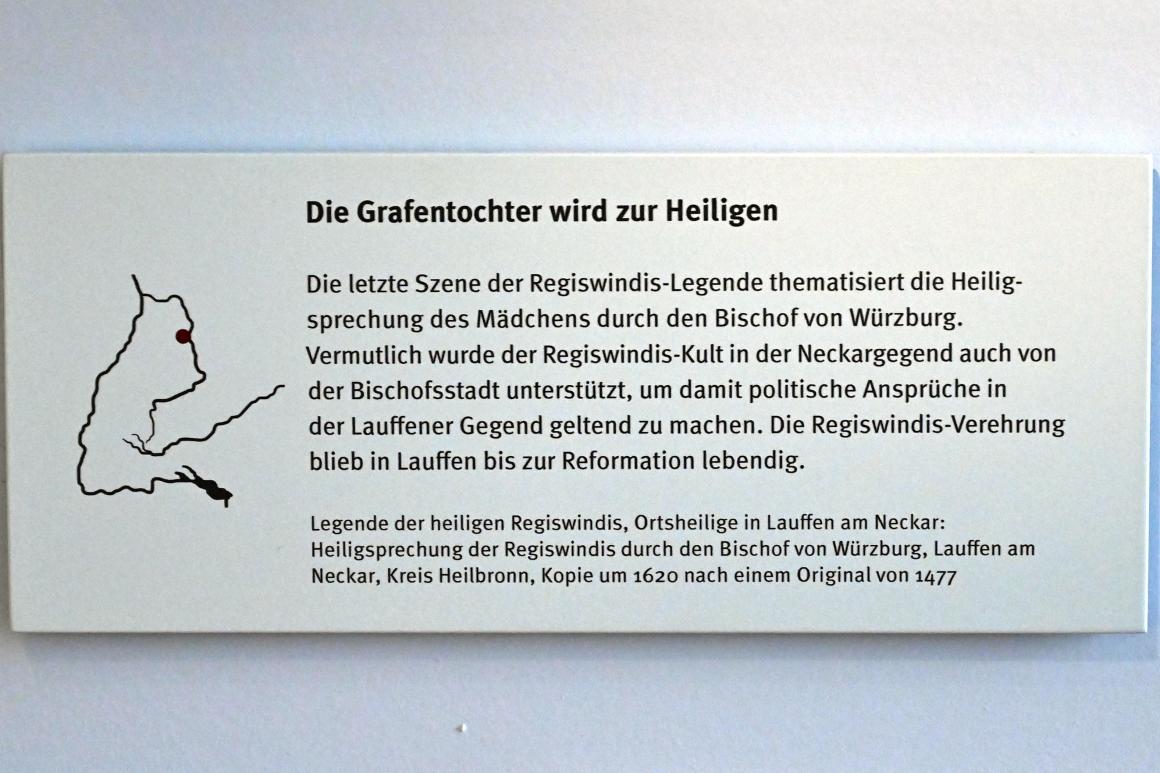 Die Grafentochter wird zur Heiligen
Die letzte Szene der Regiswindis-Legende thematisiert die Heilig-
sprechung des Mädchens durch den Bischof von Würzburg.
Vermutlich wurde der Regiswindis-Kult in der Neckargegend auch von
der Bischofsstadt unterstützt, um damit politische Ansprüche in
der Lauffener Gegend geltend zu machen. Die Regiswindis-Verehrung
blieb in Lauffen bis zur Reformation lebendig.
Legende der heiligen Regiswindis, Ortsheilige in Lauffen am Neckar:
Heiligsprechung der Regiswindis durch den Bischof von Würzburg, Lauffen am
Neckar, Kreis Heilbronn, Kopie um 1620 nach einem Original von 1477